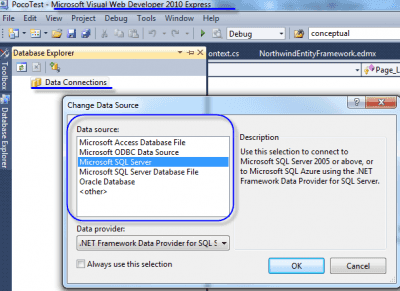 PocoTest - Microsoft Visual Web Developer 2010 Express
File Edit View Project Debug Data Tools Window Help
Debug
conceptual
Database Explorer
Data Connections
ontext.cs
NorthwindEntityFramework.edmx
Page_L
Toolbox
Database Explorer
Change Data Source
Data source:
Microsoft Access Database File
Microsoft ODBC Data Source
Microsoft SQL Server
Microsoft SQL Server Database File
Oracle Database
<other>
Description
Use this selection to connect to
Microsoft SQL Server 2005 or above, or
to Microsoft SQL Azure using the .NET
Framework Data Provider for SQL Server.
Data provider:
.NET Framework Data Provider for SQL S
Always use this selection
OK
Cancel